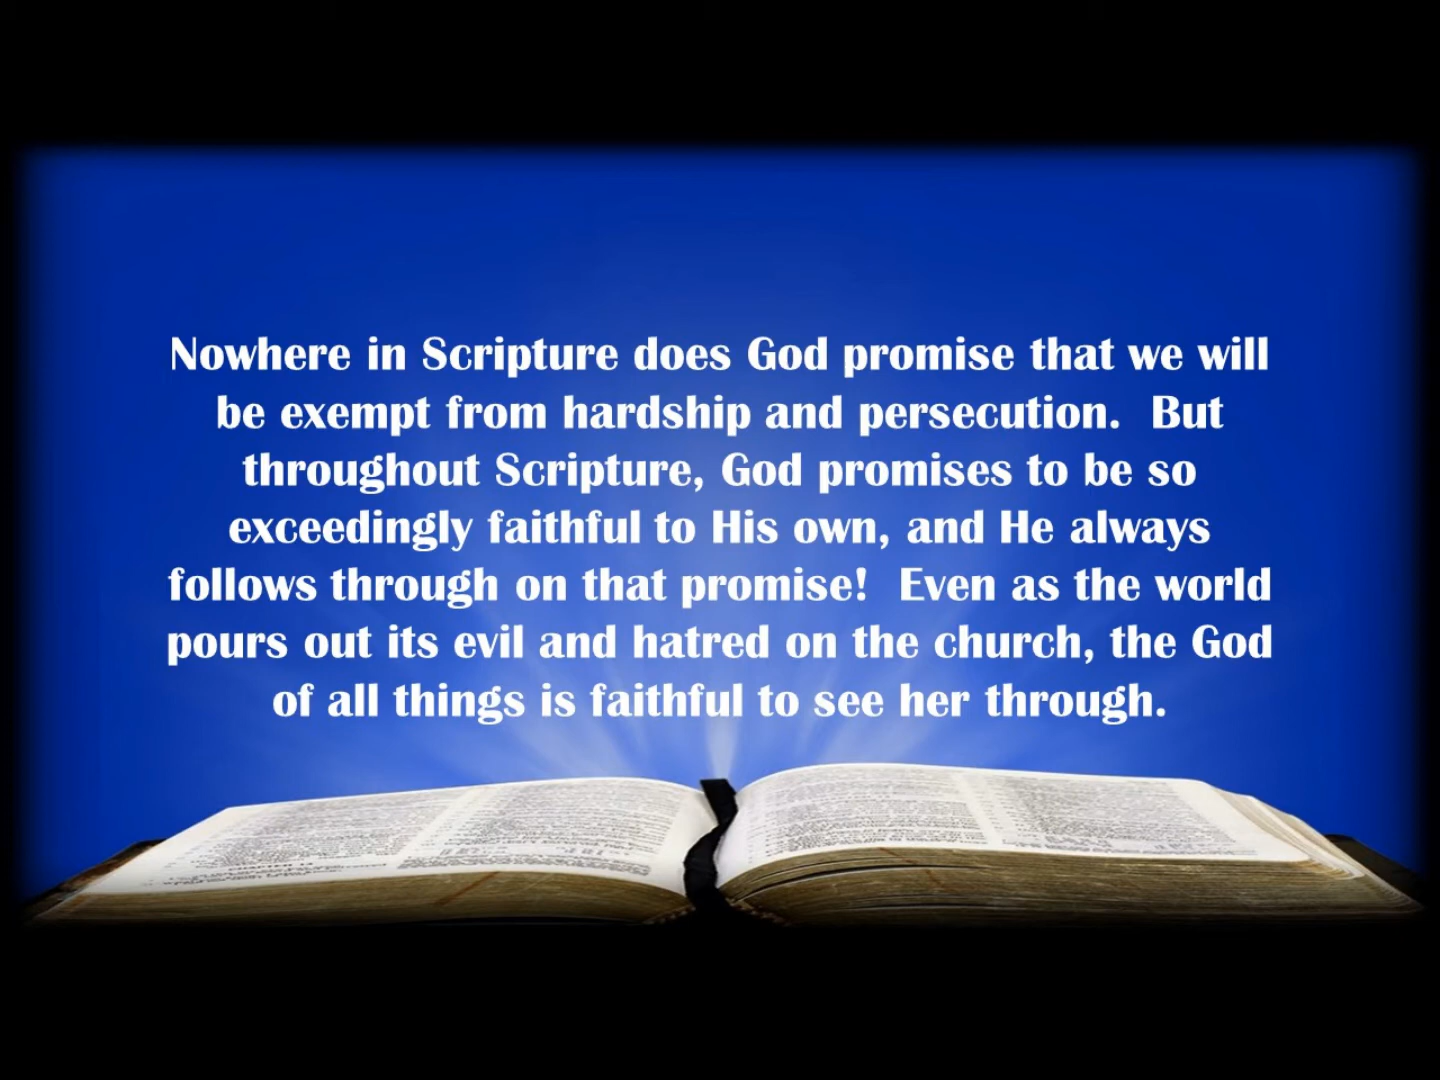 Nowhere in Scripture does God promise that we will
be exempt from hardship and persecution.  But
throughout Scripture, God promises to be so
exceedingly faithful to His own, and He always
follows through on that promise!  Even as the world
pours out its evil and hatred on the church, the God
of all things is faithful to see her through.